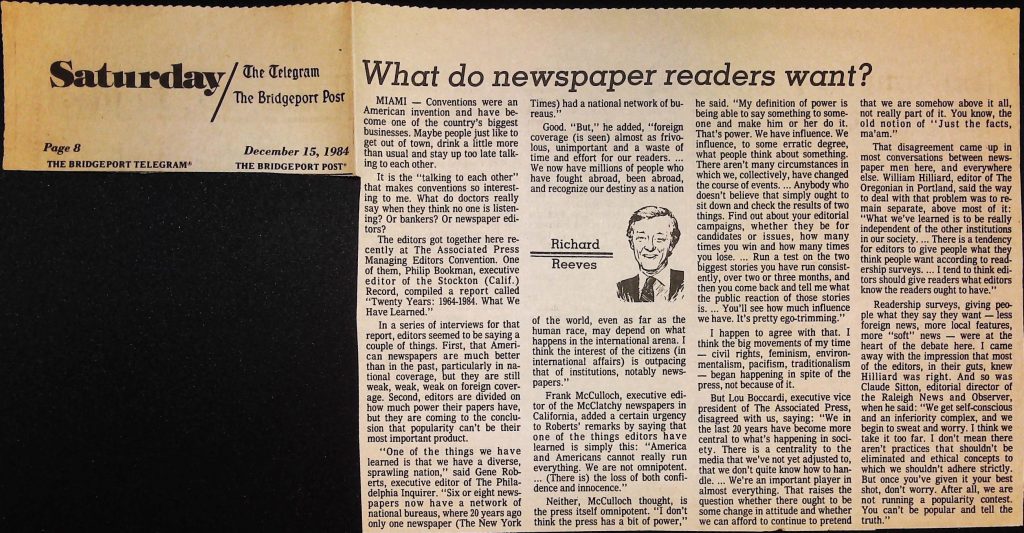 Saturday
The Telegram
The Bridgeport Post
Page 8
December 15, 1984
THE BRIDGEPORT TELEGRAM®
THE BRIDGEPORT POST®
What do newspaper readers want?
MIAMI — Conventions were an
American invention and have be-
come one of the country's biggest
businesses. Maybe people just like to
get out of town, drink a little more
than usual and stay up too late talk-
ing to each other.
It is the "talking to each other"
that makes conventions so interest-
ing to me. What do doctors really
say when they think no one is listen-
ing? Or bankers? Or newspaper edi-
tors?
The editors got together here re-
cently at The Associated Press
Managing Editors Convention. One
of them, Philip Bookman, executive
editor of the Stockton (Calif.)
Record, compiled a report called
"Twenty Years: 1964-1984. What We
Have Learned."
In a series of interviews for that
report, editors seemed to be saying a
couple of things. First, that Ameri-
can newspapers are much better
than in the past, particularly in na-
tional coverage, but they are still
weak, weak, weak on foreign cover-
age. Second, editors are divided on
how much power their papers have,
but they are coming to the conclu-
sion that popularity can't be their
most important product.
"One of the things we have
learned is that we have a diverse,
sprawling nation," said Gene Rob-
erts, executive editor of The Phila-
delphia Inquirer. "Six or eight news-
papers now have a network of
national bureaus, where 20 years ago
only one newspaper (The New York
Times) had a national network of bu-
reaus."
Good. "But," he added, "foreign
coverage (is seen) almost as frivo-
lous, unimportant and a waste of
time and effort for our readers. ...
We now have millions of people who
have fought abroad, been abroad,
and recognize our destiny as a nation
Richard
Reeves
of the world, even as far as the
human race, may depend on what
happens in the international arena. I
think the interest of the citizens (in
international affairs) is outpacing
that of institutions, notably news-
papers."
Frank McCulloch, executive edi-
tor of the McClatchy newspapers in
California, added a certain urgency
to Roberts' remarks by saying that
one of the things editors have
learned is simply this: "America
and Americans cannot really run
everything. We are not omnipotent.
... (There is) the loss of both confi-
dence and innocence."
Neither, McCulloch thought, is
the press itself omnipotent. "I don't
think the press has a bit of power,"
he said. "My definition of power is
being able to say something to some-
one and make him or her do it.
That's power. We have influence. We
influence, to some erratic degree,
what people think about something.
There aren't many circumstances in
which we, collectively, have changed
the course of events. ... Anybody who
doesn't believe that simply ought to
sit down and check the results of two
things. Find out about your editorial
campaigns, whether they be for
candidates or issues, how many
times you win and how many times
you lose. ... Run a test on the two
biggest stories you have run consist-
ently, over two or three months, and
then you come back and tell me what
the public reaction of those stories
is. ... You'll see how much influence
we have. It's pretty ego-trimming."
I happen to agree with that. I
think the big movements of my time
— civil rights, feminism, environ-
mentalism, pacifism, traditionalism
— began happening in spite of the
press, not because of it.
But Lou Boccardi, executive vice
president of The Associated Press,
disagreed with us, saying: "We in
the last 20 years have become more
central to what's happening in soci-
ety. There is a centrality to the
media that we've not yet adjusted to,
that we don't quite know how to han-
dle. ... We're an important player in
almost everything. That raises the
question whether there ought to be
some change in attitude and whether
we can afford to continue to pretend
that we are somehow above it all,
not really part of it. You know, the
old notion of "Just the facts,
ma'am."
That disagreement came up in
most conversations between news-
paper men here, and everywhere
else. William Hilliard, editor of The
Oregonian in Portland, said the way
to deal with that problem was to re-
main separate, above most of it:
"What we've learned is to be really
independent of the other institutions
in our society. ... There is a tendency
for editors to give people what they
think people want according to read-
ership surveys. ... I tend to think edi-
tors should give readers what editors
know the readers ought to have."
Readership surveys, giving peo-
ple what they say they want — less
foreign news, more local features,
more "soft" news — were at the
heart of the debate here. I came
away with the impression that most
of the editors, in their guts, knew
Hilliard was right. And so was
Claude Sitton, editorial director of
the Raleigh News and Observer,
when he said: "We get self-conscious
and an inferiority complex, and we
begin to sweat and worry. I think we
take it too far. I don't mean there
aren't practices that shouldn't be
eliminated and ethical concepts to
which we shouldn't adhere strictly.
But once you've given it your best
shot, don't worry. After all, we are
not running a popularity contest.
You can't be popular and tell the
truth."